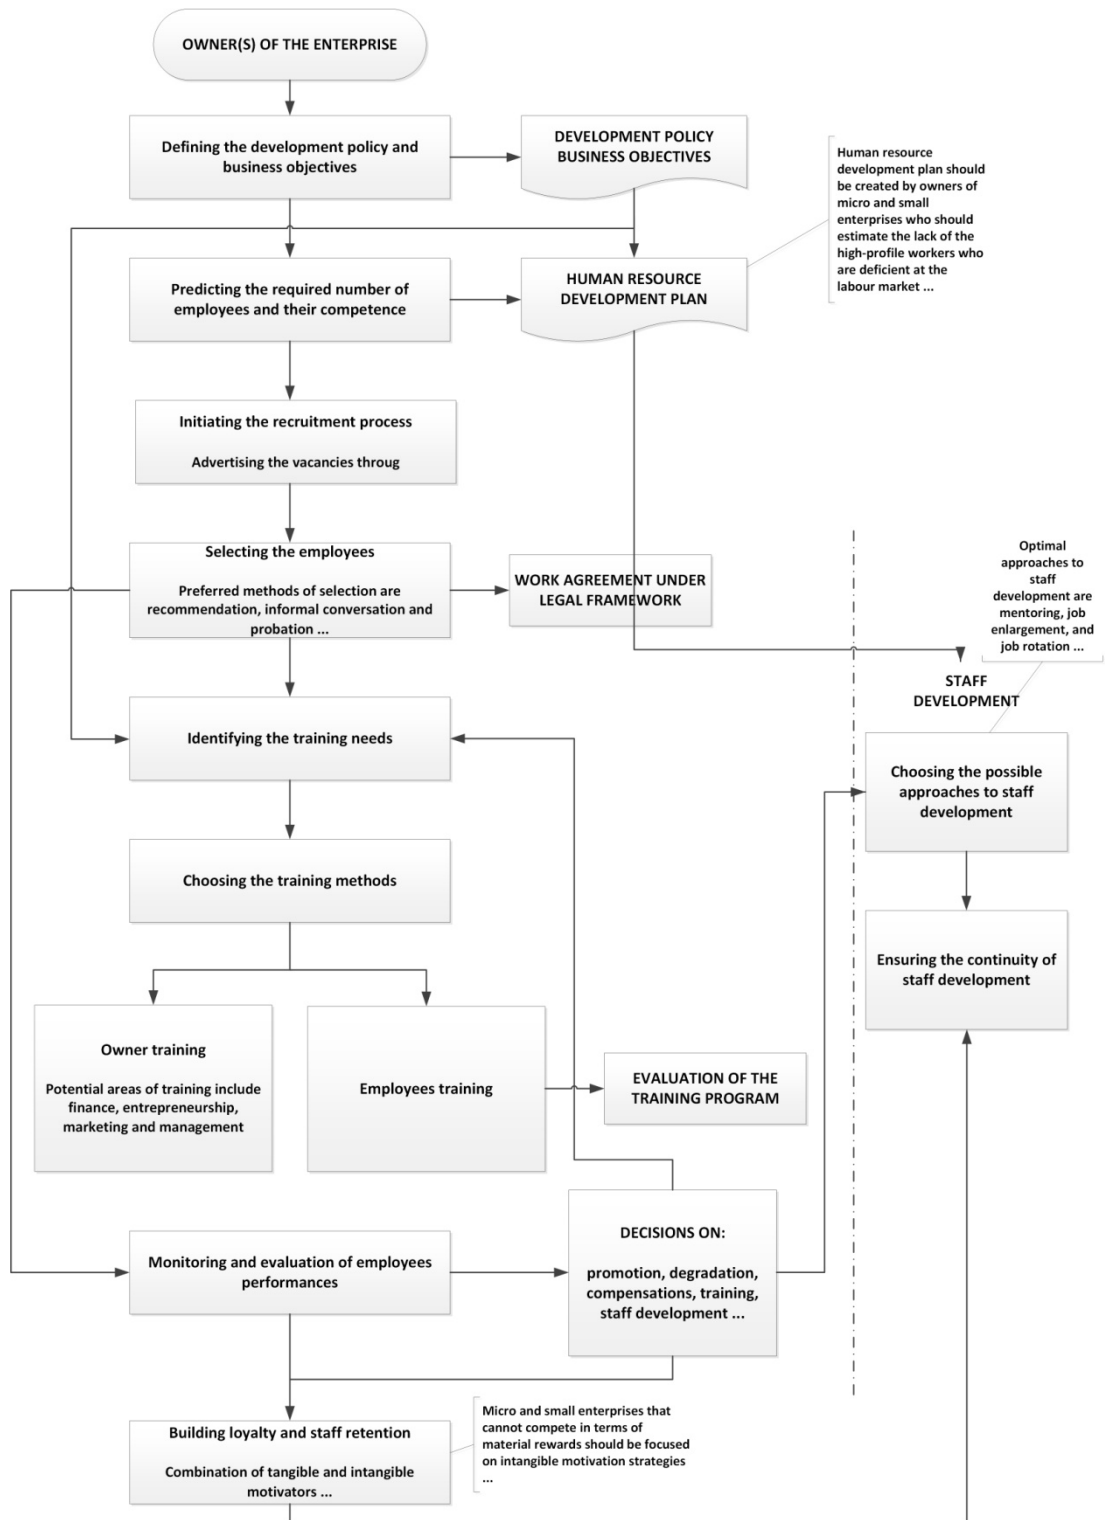 OWNER(S) OF THE ENTERPRISE
Defining the development policy and
business objectives
DEVELOPMENT POLICY
BUSINESS OBJECTIVES
Human resource
development plan should
be created by owners of
micro and small
enterprises who should
estimate the lack of the
high-profile workers who
are deficient at the
labour market ...
Predicting the required number of
employees and their competence
HUMAN RESOURCE
DEVELOPMENT PLAN
Initiating the recruitment process
Advertising the vacancies throug
Selecting the employees
Preferred methods of selection are
recommendation, informal conversation and
probation ...
WORK AGREEMENT UNDER
LEGAL FRAMEWORK
Optimal
approaches to
staff
development are
mentoring, job
enlargement, and
job rotation ...
STAFF
DEVELOPMENT
Identifying the training needs
Choosing the possible
approaches to staff
development
Choosing the training methods
Ensuring the continuity of
staff development
Owner training
Potential areas of training include
finance, entrepreneurship,
marketing and management
Employees training
EVALUATION OF THE
TRAINING PROGRAM
Monitoring and evaluation of employees
performances
DECISIONS ON:
promotion, degradation,
compensations, training,
staff development ...
Building loyalty and staff retention
Combination of tangible and intangible
motivators ...
Micro and small enterprises that
cannot compete in terms of
material rewards should be focused
on intangible motivation strategies
...